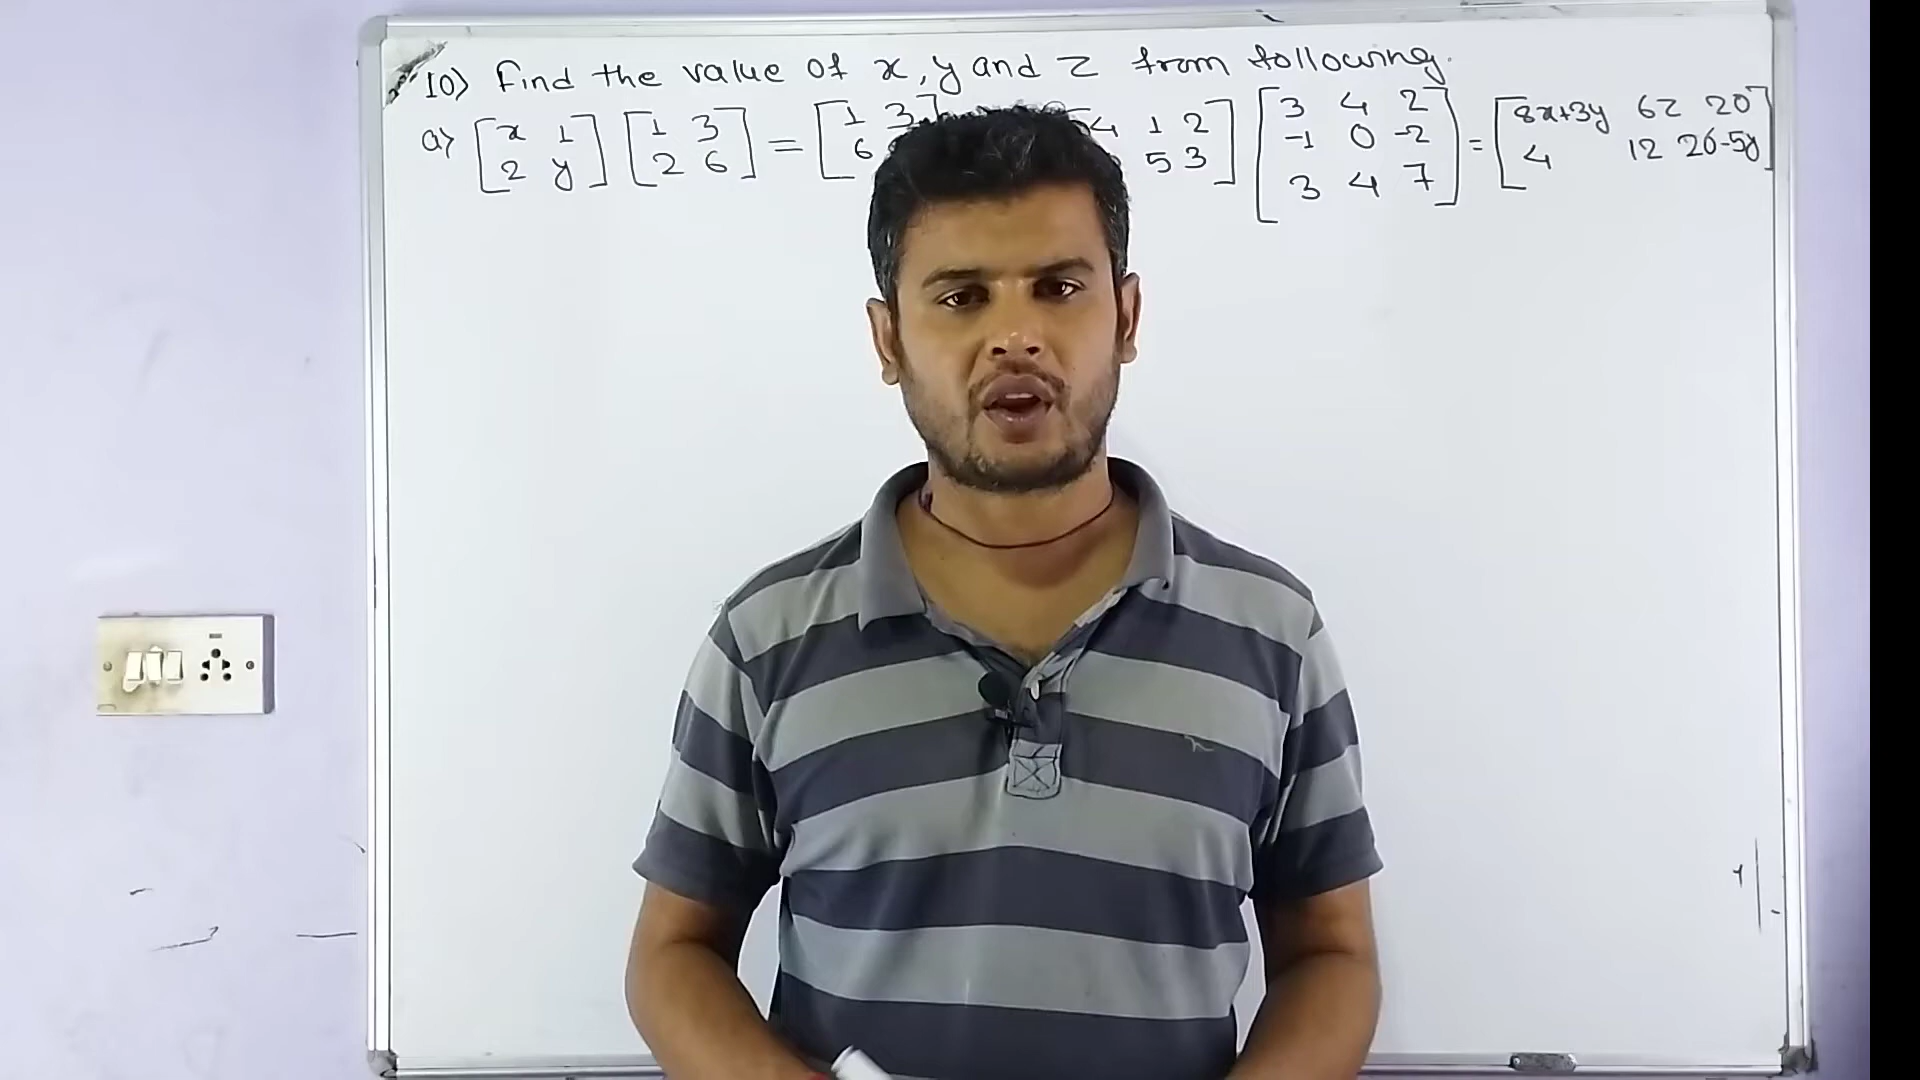 10) Find the value of x, y and z from following.
a) [x 1] [1 3] = [1 3] 4 1 2] [3 4 2] = [8x+3y 6z 20]
[2 y] [2 6] [6 5 3] [-1 0 -2] [4 12 26-5y]
[3 4 7]